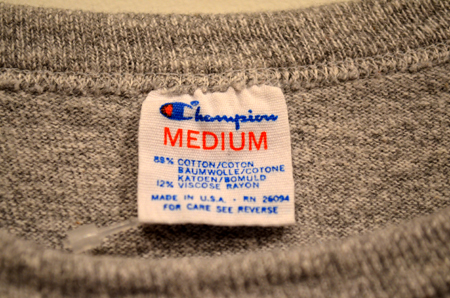 Champion
MEDIUM
88% COTTON/COTON
BAUMWOLLE/COTONE
KATOEN/BOMULD
12% VISCOSE RAYON
MADE IN U.S.A. - RN 26094
FOR CARE SEE REVERSE